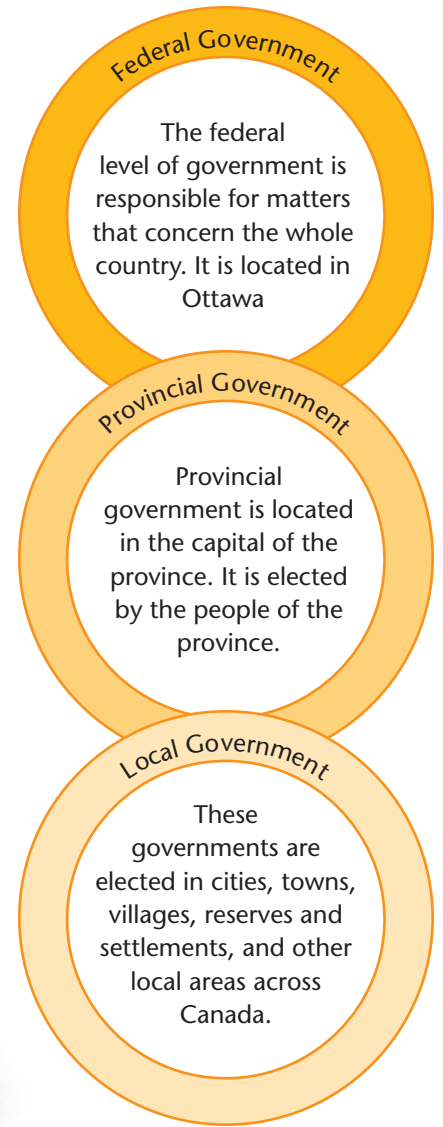 Federal Government
The federal
level of government is
responsible for matters
that concern the whole
country. It is located in
Ottawa
Provincial Government
Provincial
government is located
in the capital of the
province. It is elected
by the people of the
province.
Local Government
These
governments are
elected in cities, towns,
villages, reserves and
settlements, and other
local areas across
Canada.